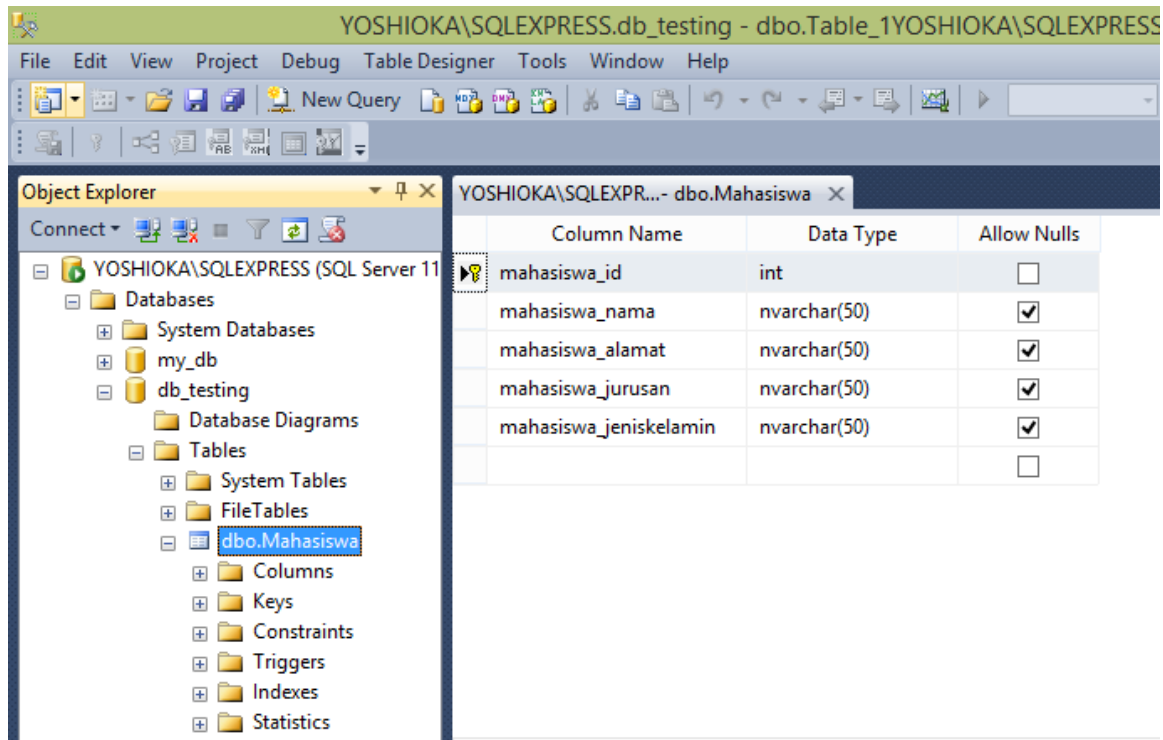 YOSHIOKA\SQLEXPRESS.db_testing - dbo.Table_1YOSHIOKA\SQLEXPRESS
File Edit View Project Debug Table Designer Tools Window Help
New Query
Object Explorer
Connect
YOSHIOKA\SQLEXPRESS (SQL Server 11
Databases
System Databases
my_db
db_testing
Database Diagrams
Tables
System Tables
FileTables
dbo.Mahasiswa
Columns
Keys
Constraints
Triggers
Indexes
Statistics
YOSHIOKA\SQLEXPR...- dbo.Mahasiswa
Column Name Data Type Allow Nulls
mahasiswa_id int
mahasiswa_nama nvarchar(50)
mahasiswa_alamat nvarchar(50)
mahasiswa_jurusan nvarchar(50)
mahasiswa_jeniskelamin nvarchar(50)